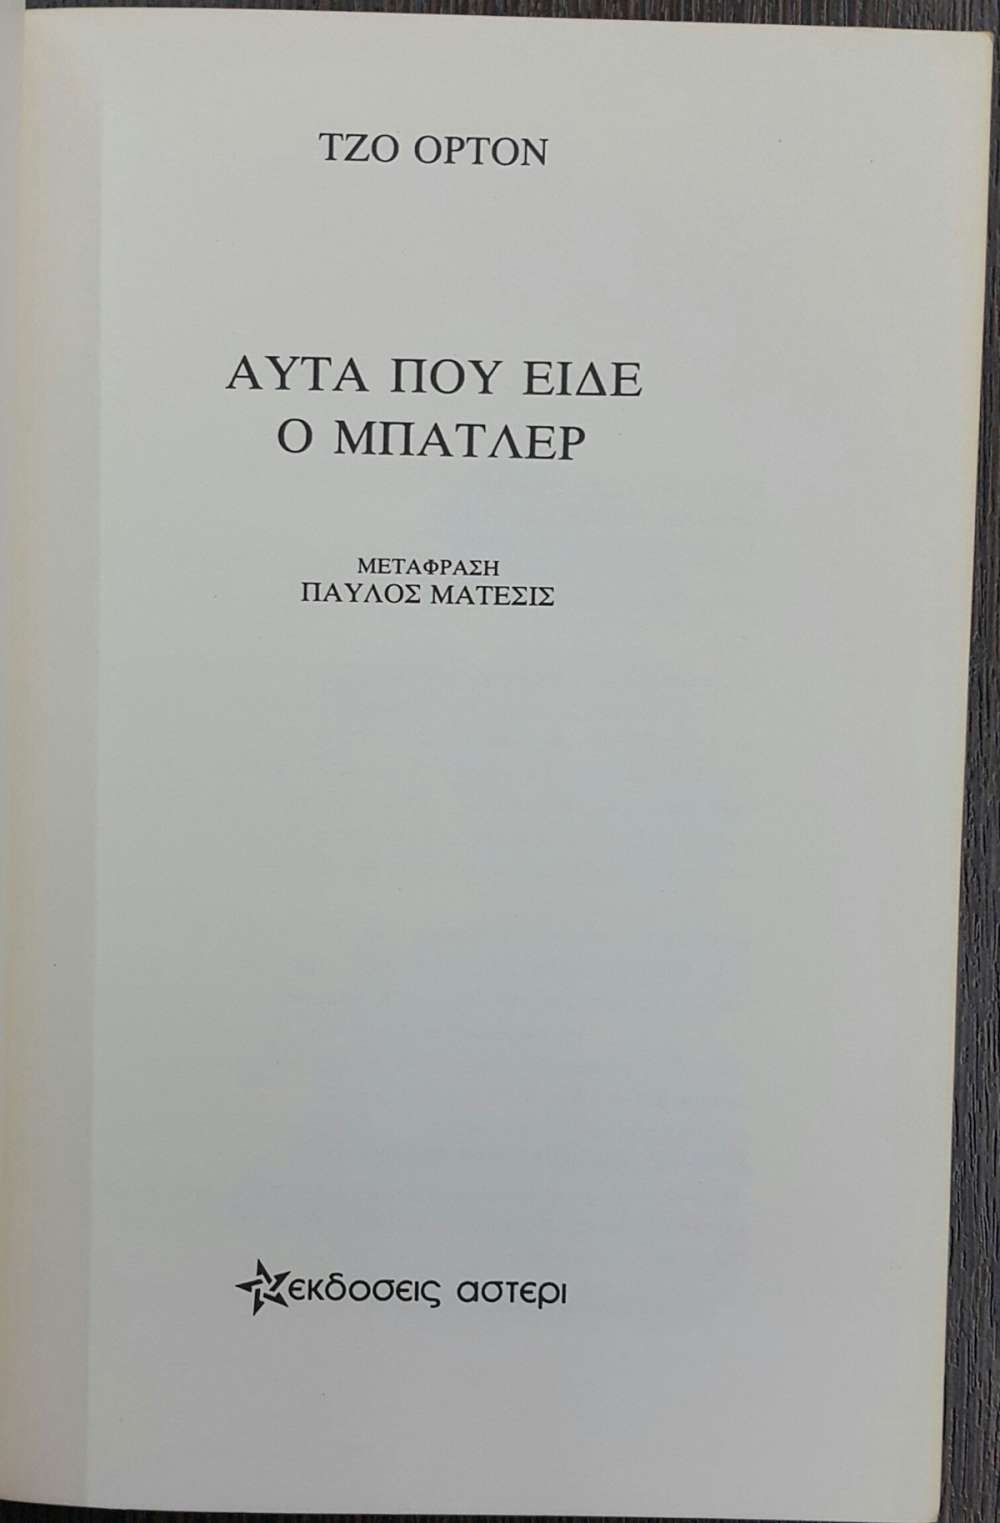 ΤΖΟ ΟΡΤΟΝ
ΑΥΤΑ ΠΟΥ ΕΙΔΕ
Ο ΜΠΑΤΛΕΡ
ΜΕΤΑΦΡΑΣΗ
ΠΑΥΛΟΣ ΜΑΤΕΣΙΣ
εκδοσεις αστερι